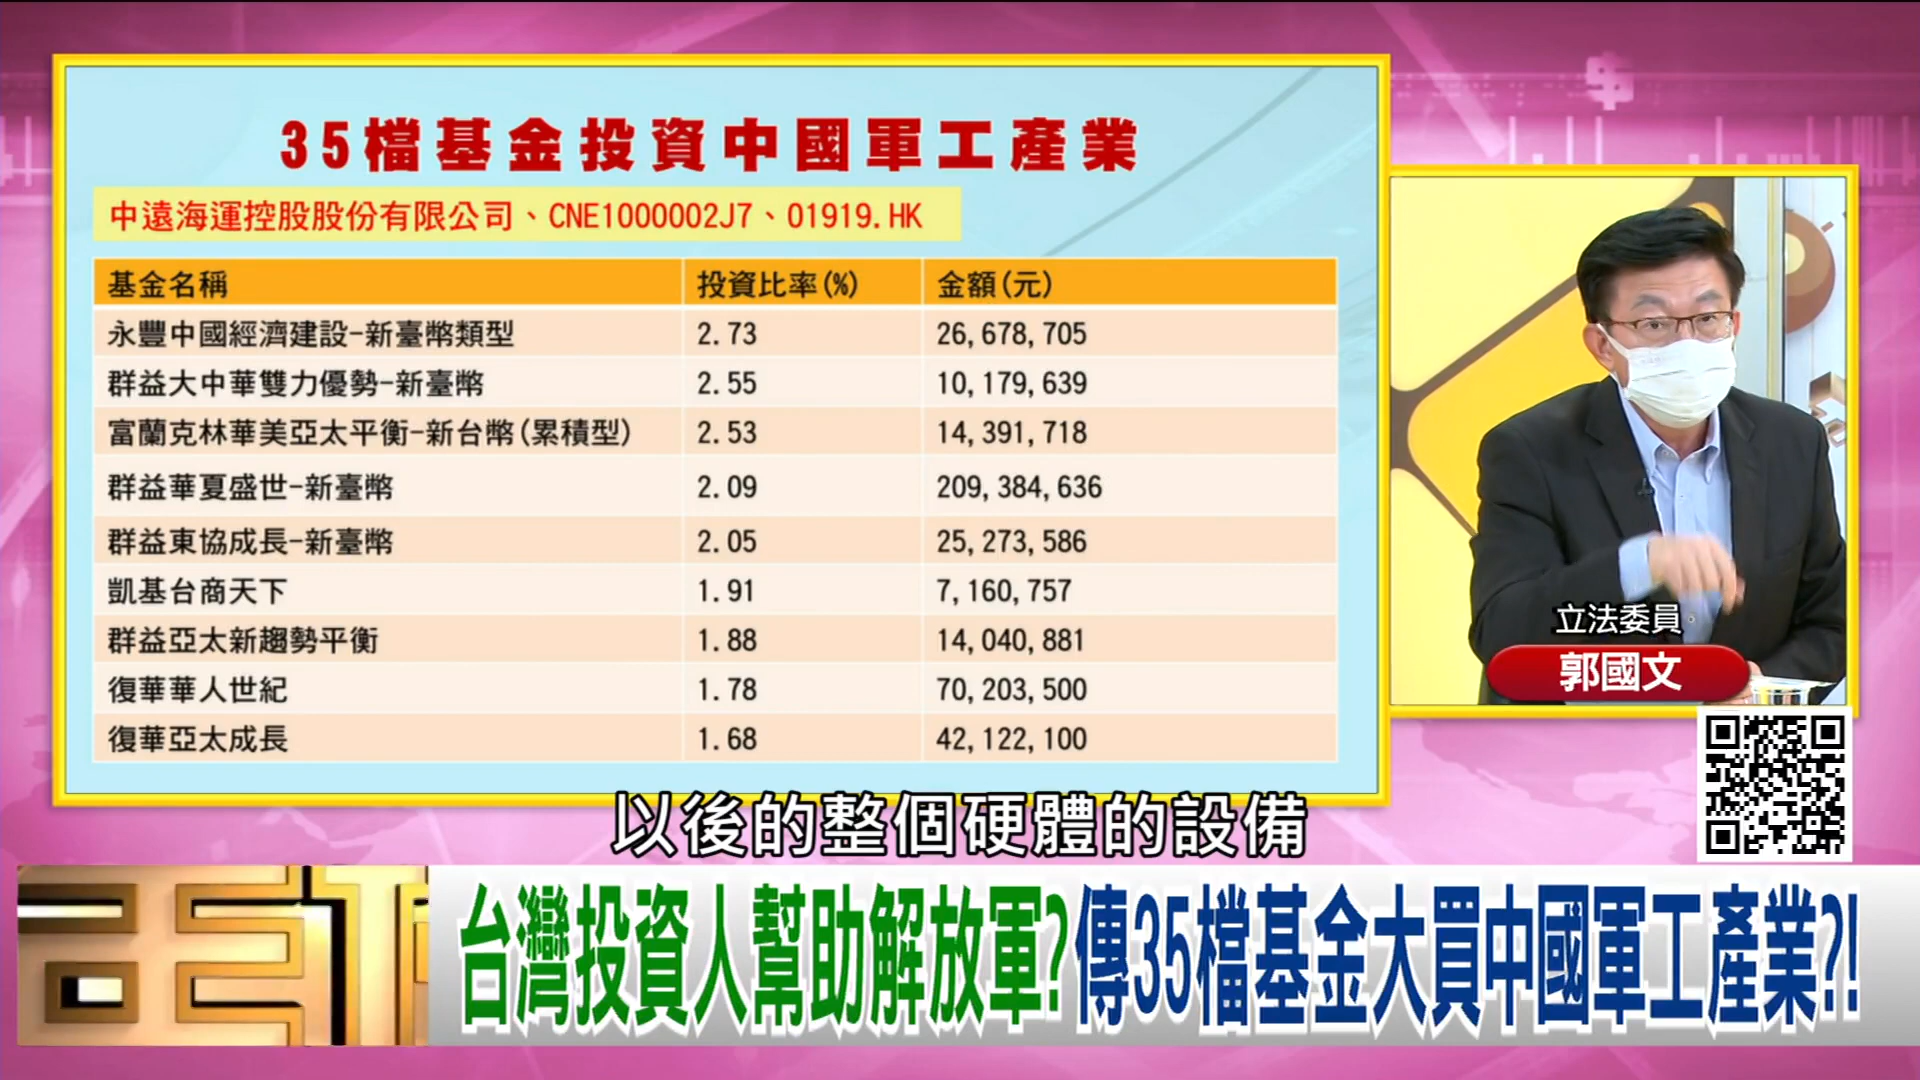 35檔基金投資中國軍工產業
中遠海運控股股份有限公司、CNE1000002J7、01919.HK
基金名稱 投資比率(%) 金額(元)
永豐中國經濟建設-新臺幣類型 2.73 26,678,705
群益大中華雙力優勢-新臺幣 2.55 10,179,639
富蘭克林華美亞太平衡-新台幣(累積型) 2.53 14,391,718
群益華夏盛世-新臺幣 2.09 209,384,636
群益東協成長-新臺幣 2.05 25,273,586
凱基台商天下 1.91 7,160,757
群益亞太新趨勢平衡 1.88 14,040,881
復華華人世紀 1.78 70,203,500
復華亞太成長 1.68 42,122,100
立法委員
郭國文
以後的整個硬體的設備
台灣投資人幫助解放軍?傳35檔基金大買中國軍工產業?!